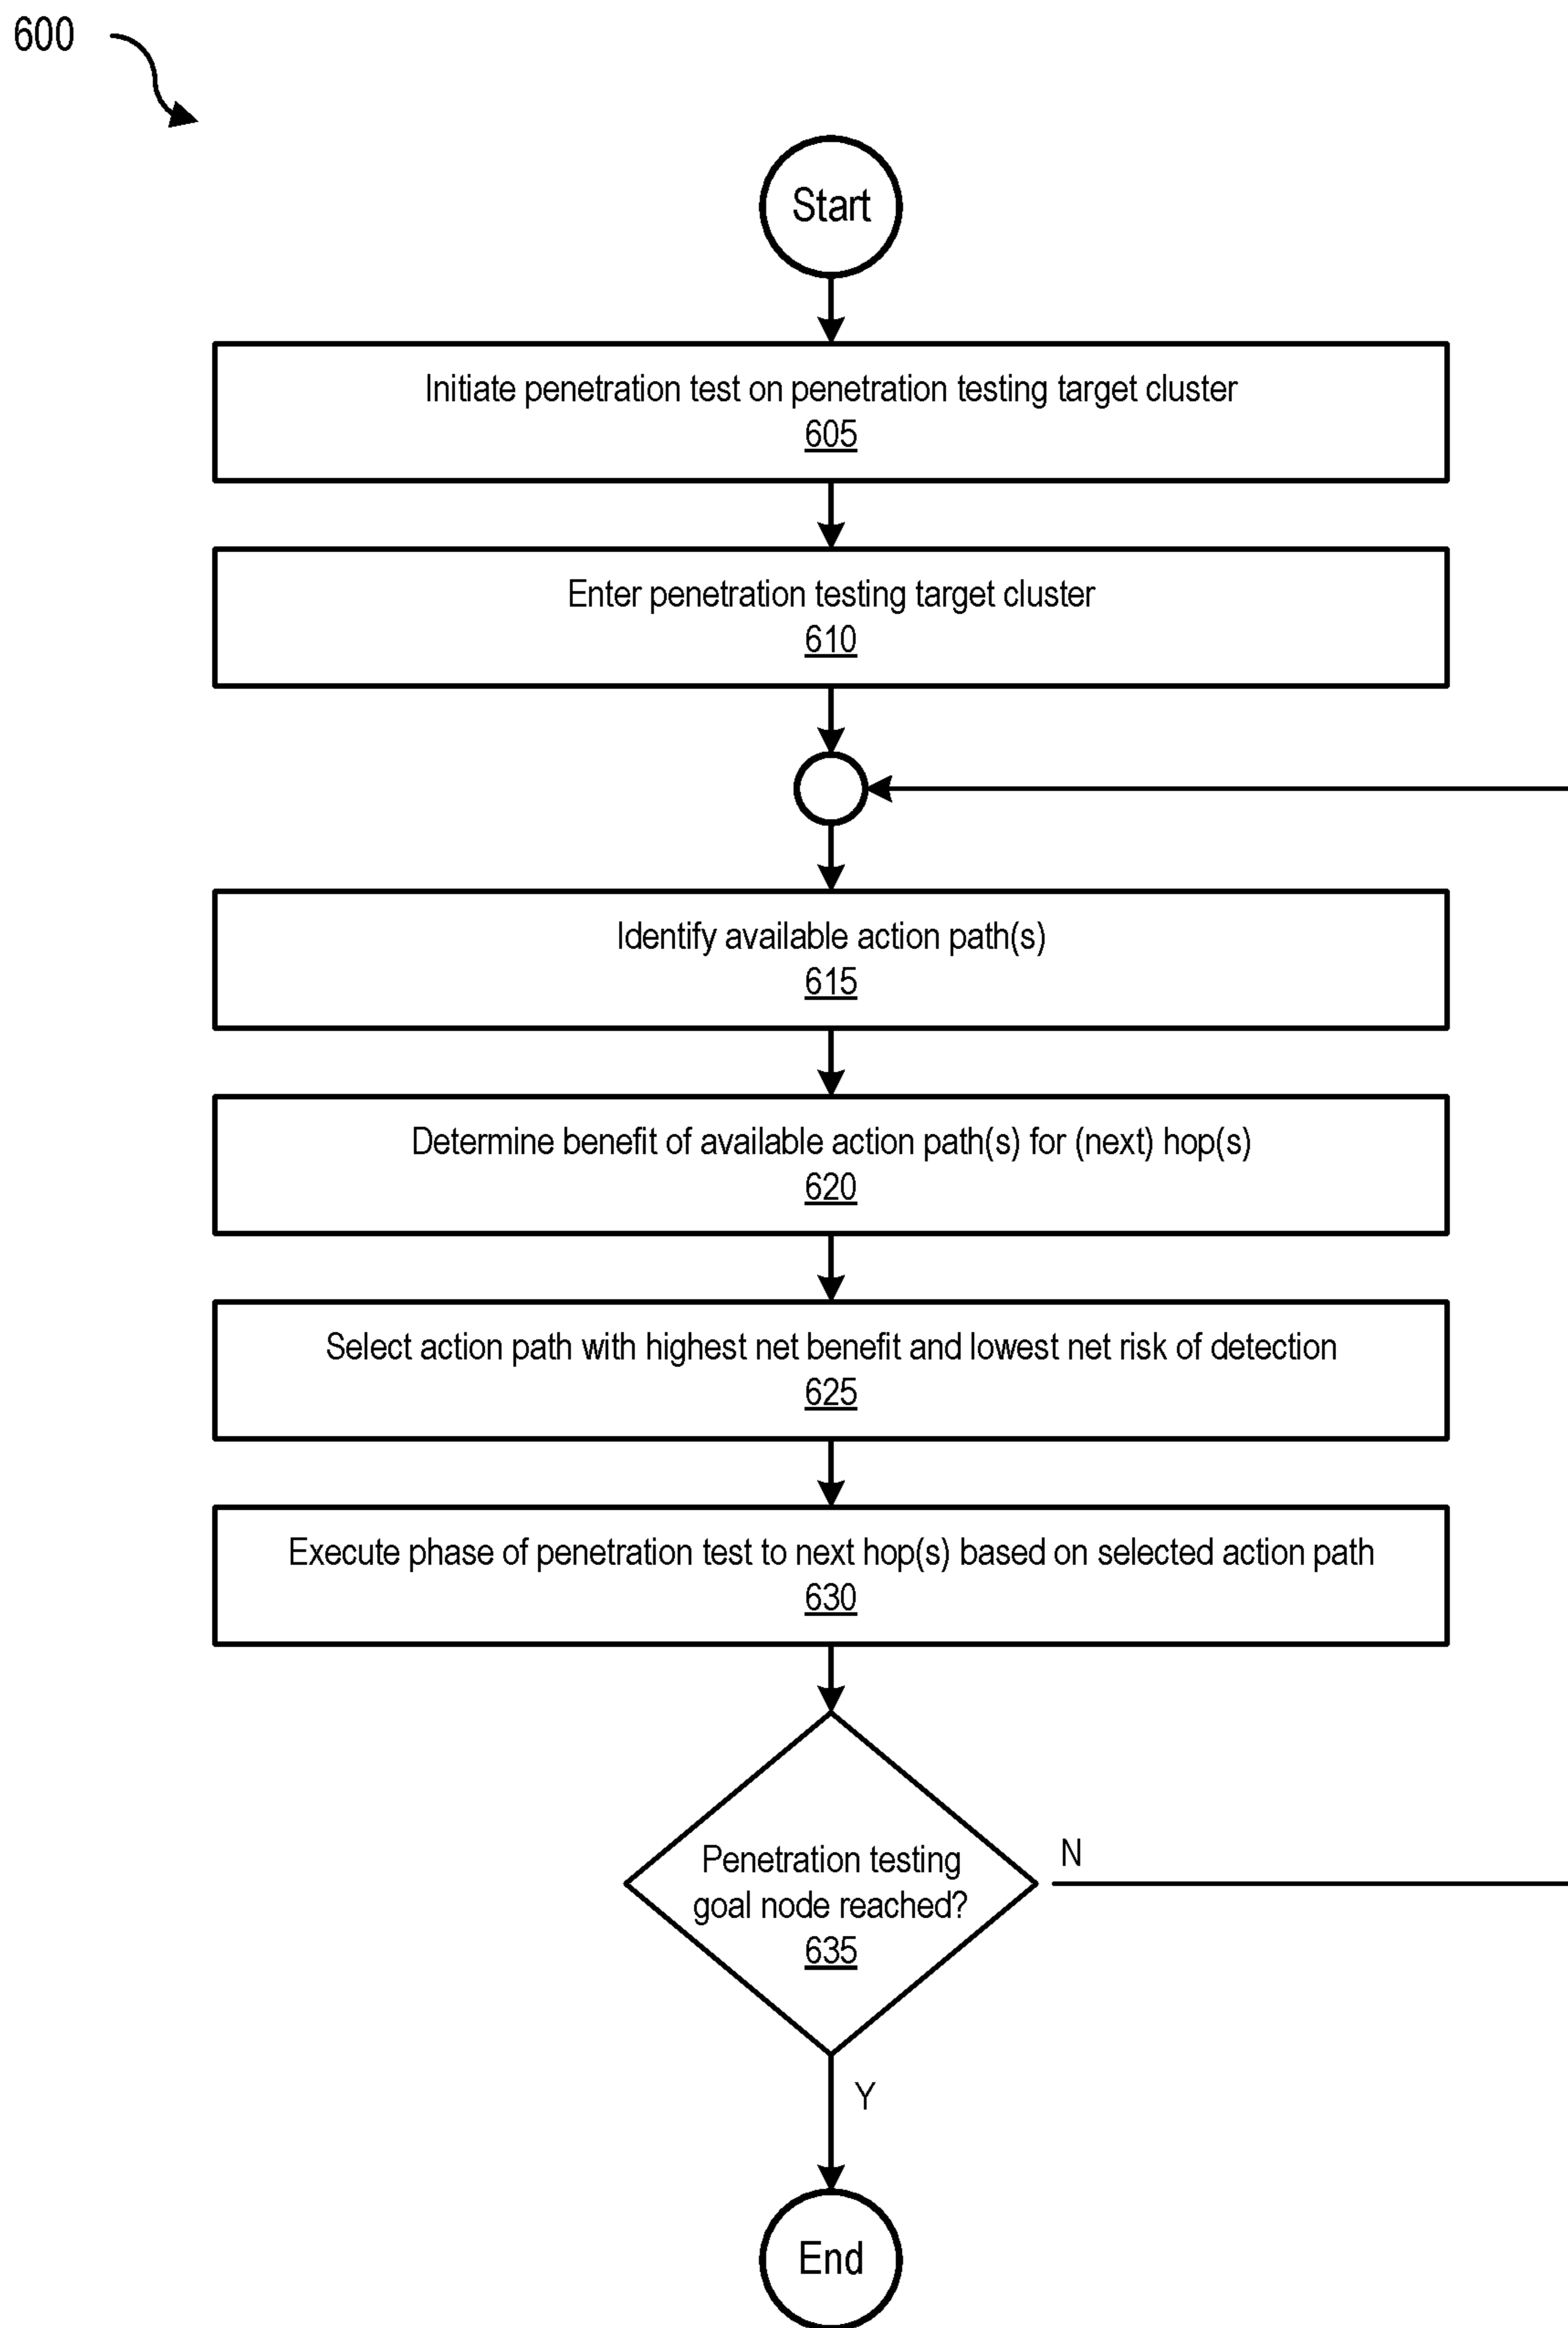 600
Start
Initiate penetration test on penetration testing target cluster
605
Enter penetration testing target cluster
610
Identify available action path(s)
615
Determine benefit of available action path(s) for (next) hop(s)
620
Select action path with highest net benefit and lowest net risk of detection
625
Execute phase of penetration test to next hop(s) based on selected action path
630
Penetration testing
goal node reached?
635
N
Y
End